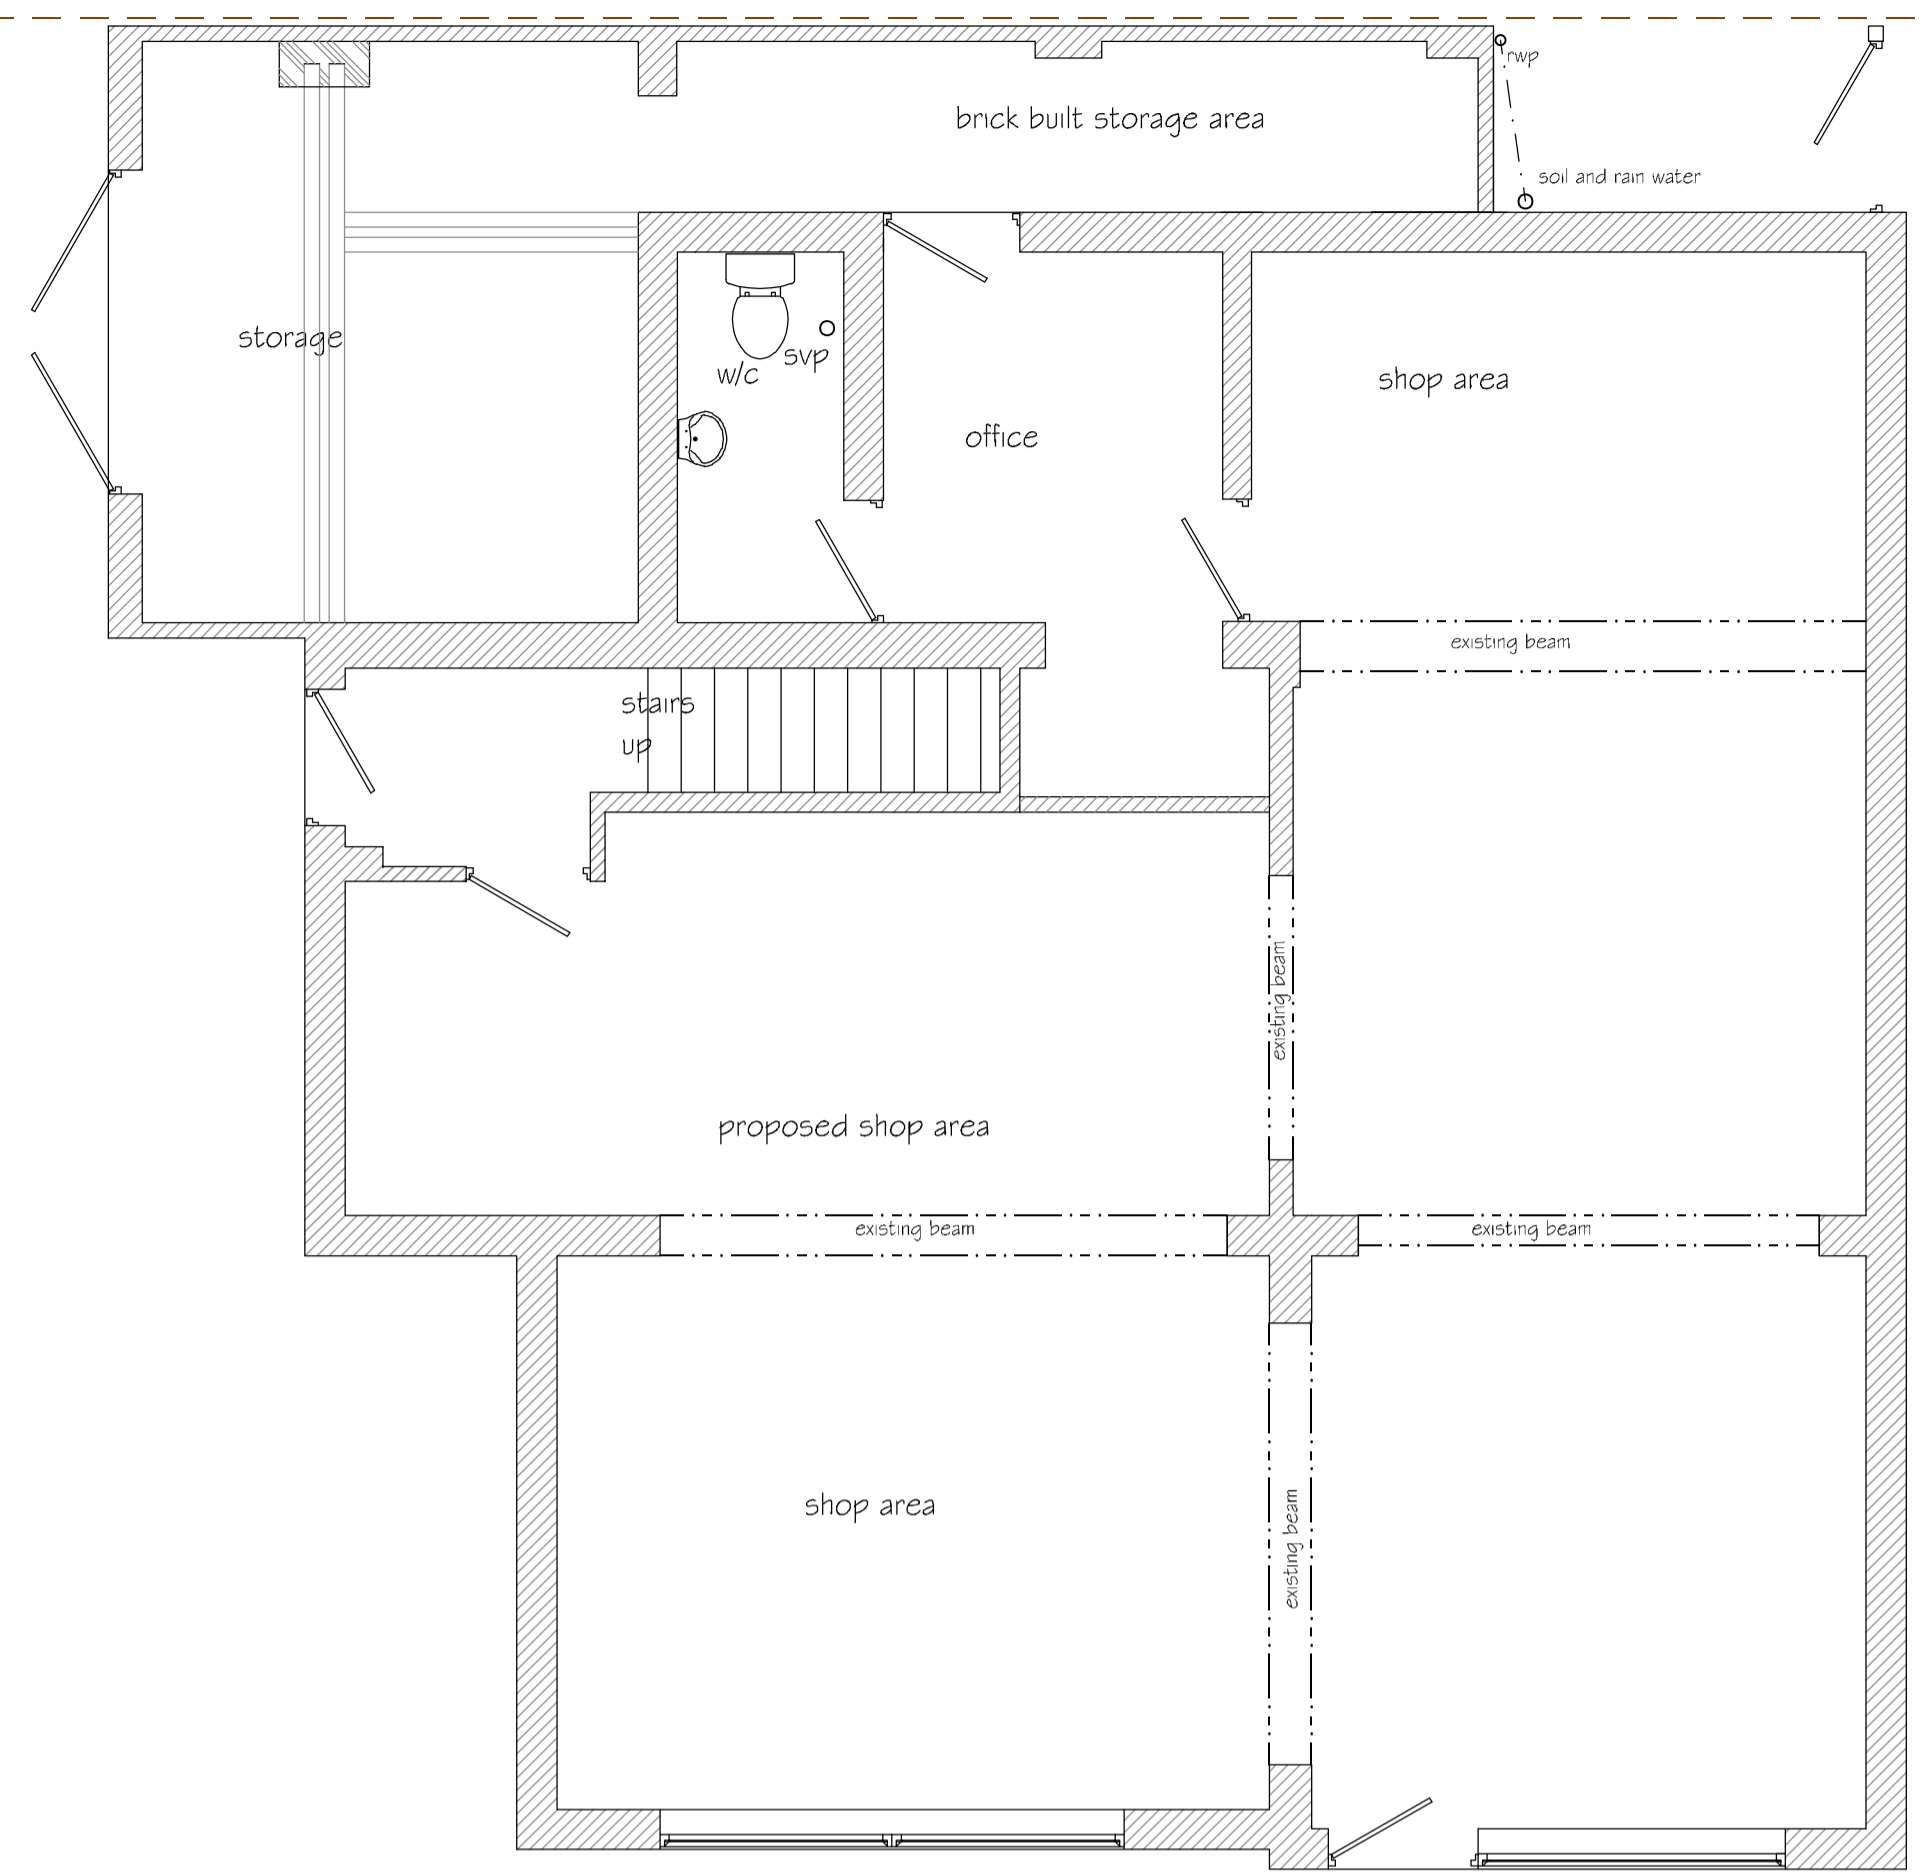 rwp
brick built storage area
soil and rain water
storage
svp
w/c
shop area
office
existing beam
stairs
up
existing beam
proposed shop area
existing beam
existing beam
shop area
existing beam